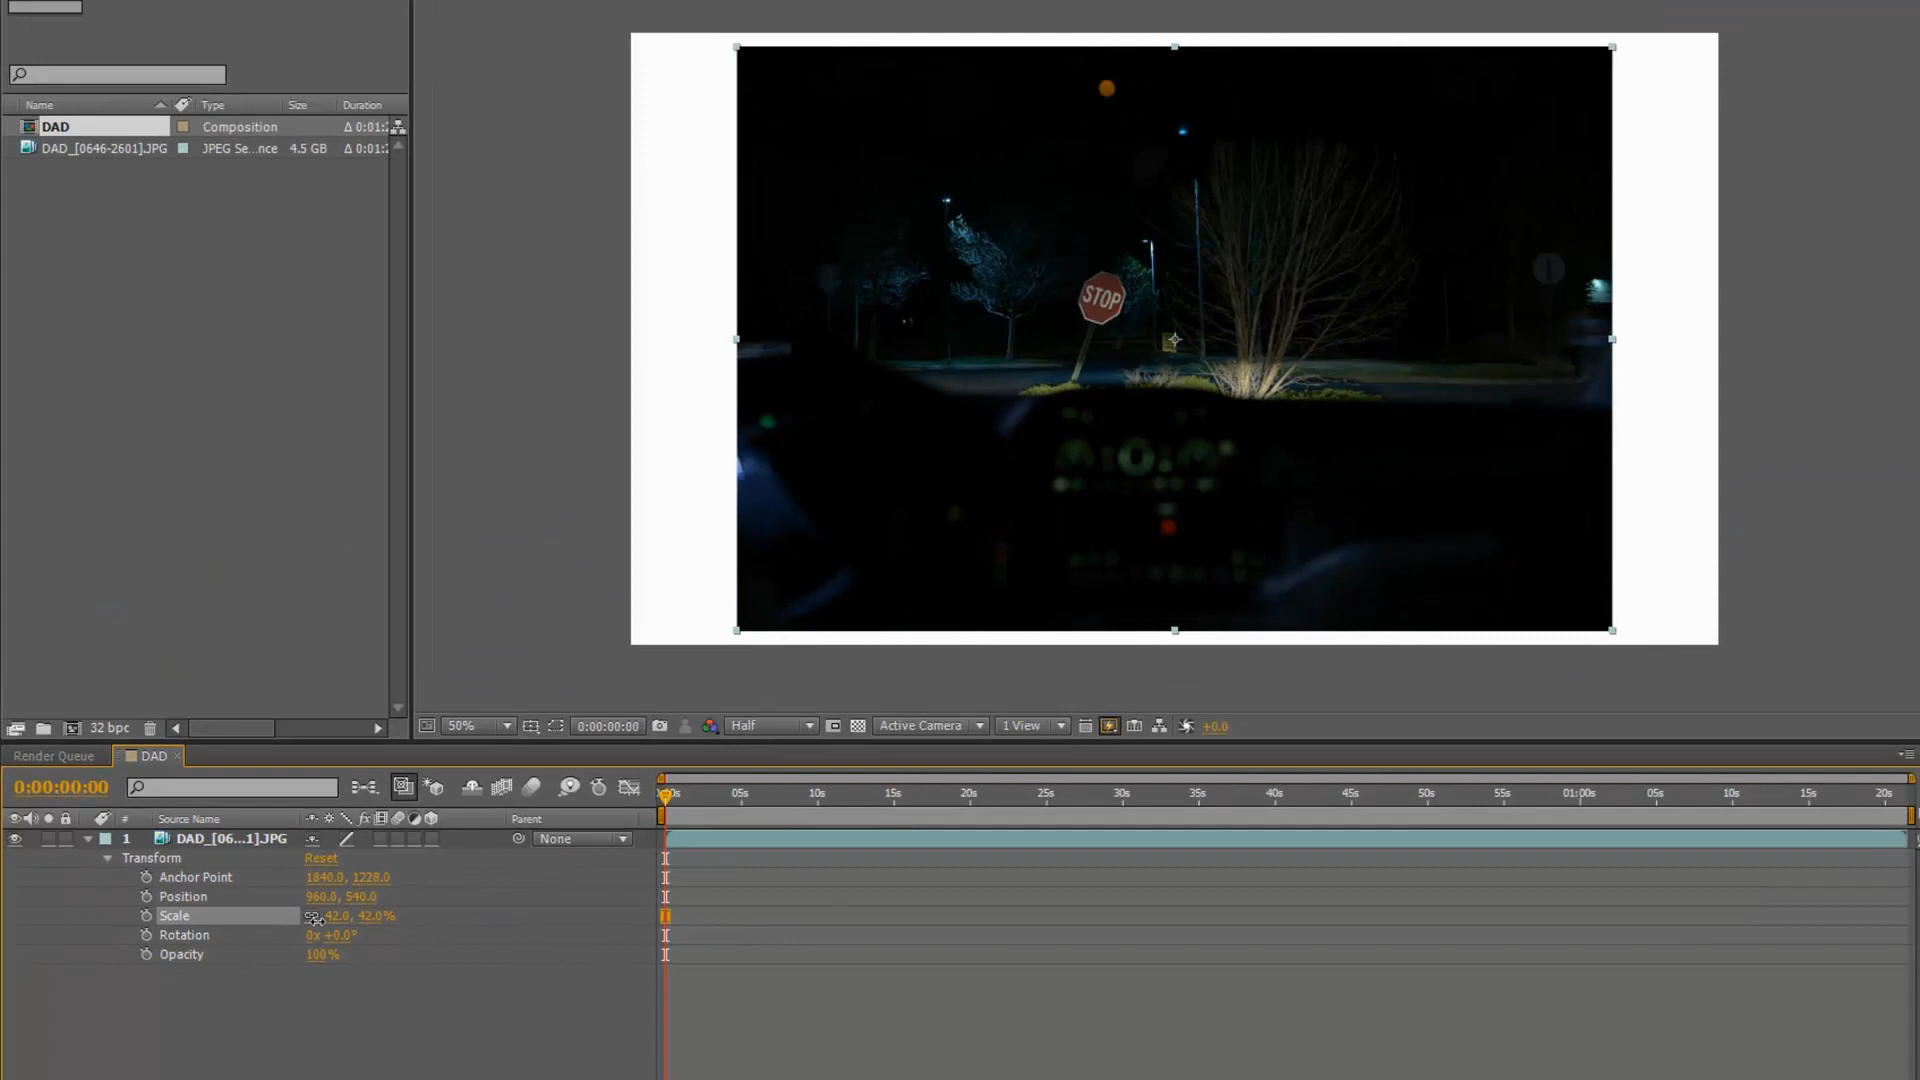 Name Type Size Duration
DAD Composition Δ 0:01:2
DAD_[0646-2601].JPG JPEG Se...nce 4.5 GB Δ 0:01:2
STOP
32 bpc
50% 0:00:00:00 Half Active Camera 1 View +0.0
Render Queue DAD
0:00:00:00
05s 10s 15s 20s 25s 30s 35s 40s 45s 50s 55s 01:00s 05s 10s 15s 20s
# Source Name fx Parent
1 DAD_[06...1].JPG None
Transform Reset
Anchor Point 1840.0, 1228.0
Position 960.0, 540.0
Scale 42.0, 42.0%
Rotation 0x +0.0°
Opacity 100%